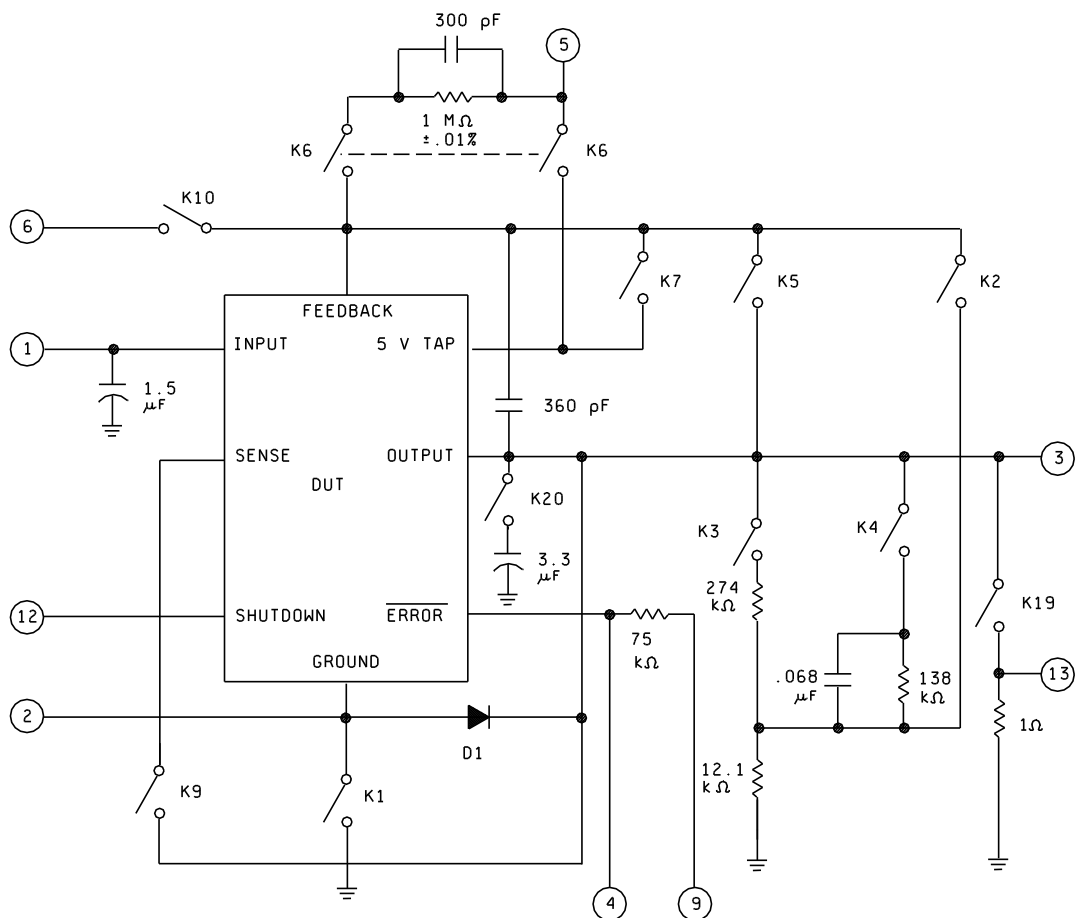 300 pF
5
1 MΩ
±.01%
K6
K6
K10
6
K7
K5
K2
FEEDBACK
1
INPUT
5 V TAP
1.5
μF
360 pF
SENSE
OUTPUT
3
DUT
K20
K3
K4
3.3
μF
274
kΩ
K19
12
SHUTDOWN
ERROR
75
kΩ
GROUND
.068
μF
138
kΩ
13
2
1Ω
D1
12.1
kΩ
K9
K1
4
9